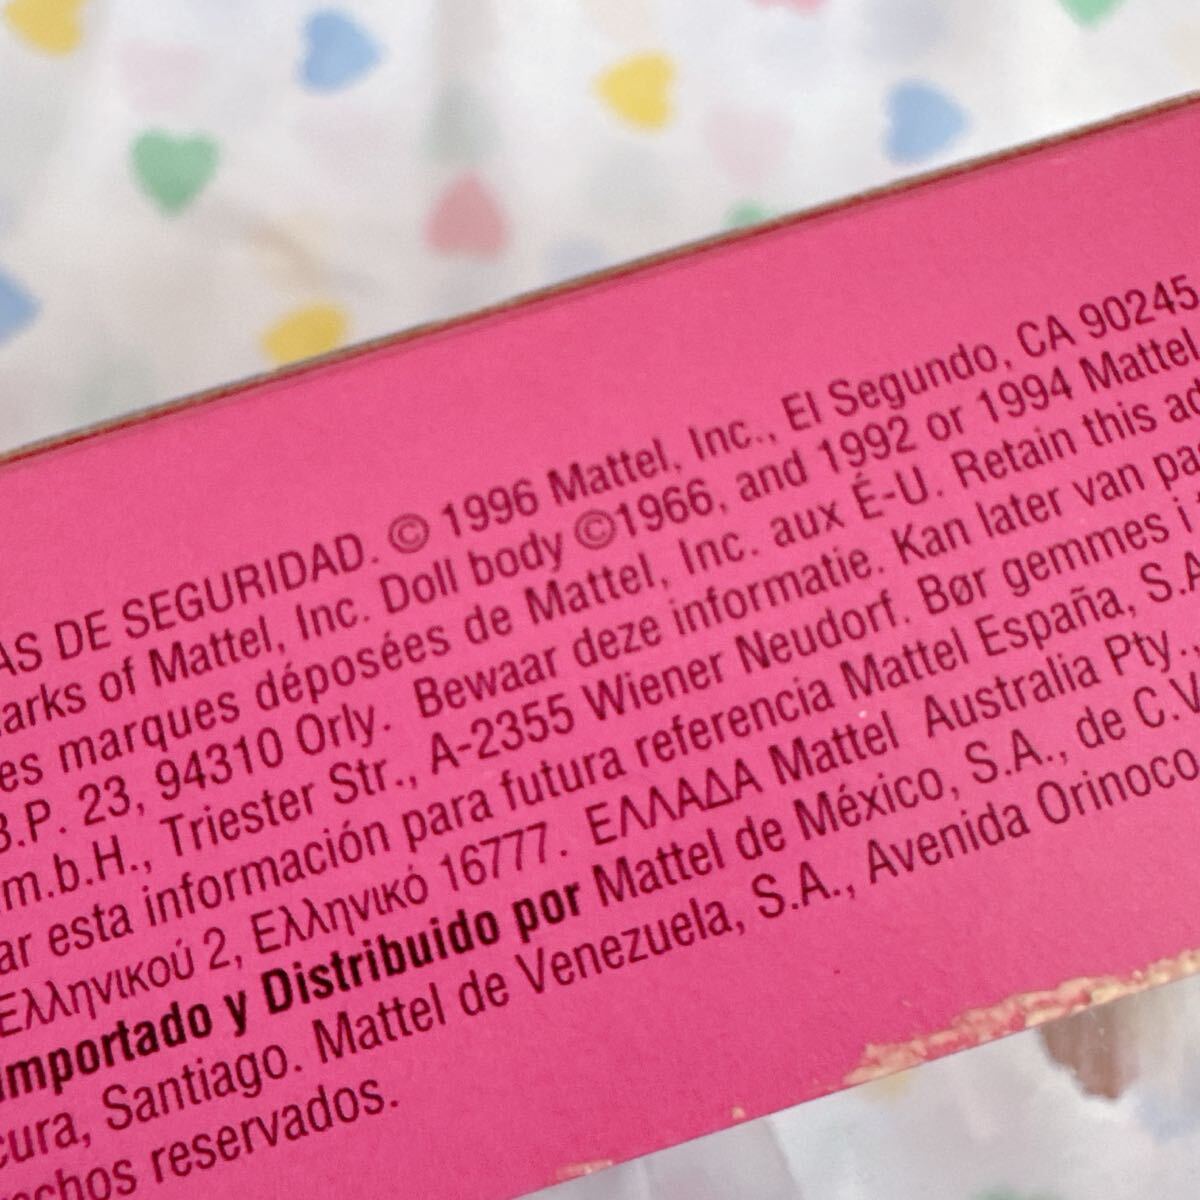 AS DE SEGURIDAD. © 1996 Mattel, Inc., El Segundo, CA 90245
arks of Mattel, Inc. Doll body ©1966, and 1992 or 1994 Mattel,
es marques déposées de Mattel, Inc. aux É-U. Retain this ad
B.P. 23, 94310 Orly. Bewaar deze informatie. Kan later van pa
.m.b.H., Triester Str., A-2355 Wiener Neudorf. Bør gemmes i
ar esta información para futura referencia Mattel España, S.A
Ελληνικού 2, Ελληνικό 16777. ΕΛΛΑΔΑ Mattel Australia Pty.,
importado y Distribuido por Mattel de México, S.A., de C.V
cura, Santiago. Mattel de Venezuela, S.A., Avenida Orinoco
echos reservados.